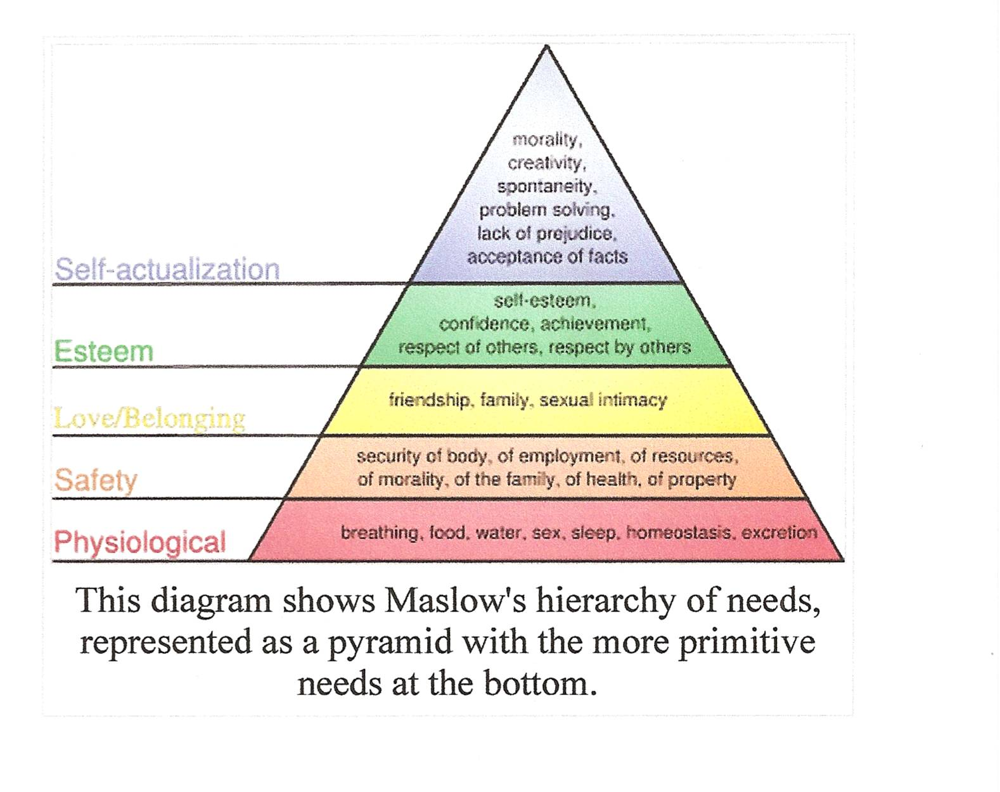 morality,
creativity,
spontaneity,
problem solving,
lack of prejudice,
acceptance of facts
Self-actualization
self-esteem,
confidence, achievement,
respect of others, respect by others
Esteem
friendship, family, sexual intimacy
Love/Belonging
security of body, of employment, of resources,
of morality, of the family, of health, of property
Safety
breathing, food, water, sex, sleep, homeostasis, excretion
Physiological
This diagram shows Maslow's hierarchy of needs,
represented as a pyramid with the more primitive
needs at the bottom.